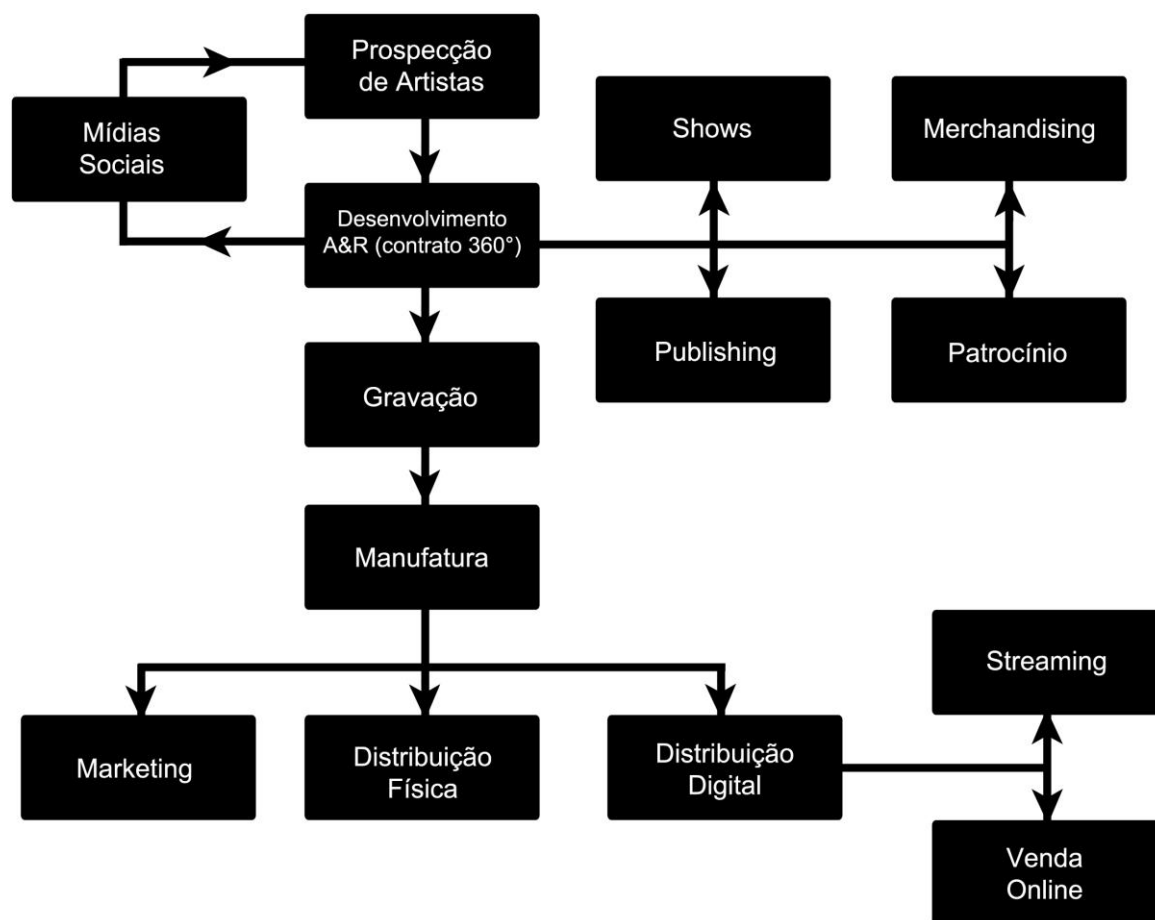 Prospecção
de Artistas
Mídias
Sociais
Shows
Merchandising
Desenvolvimento
A&R (contrato 360°)
Publishing
Patrocínio
Gravação
Manufatura
Marketing
Distribuição
Física
Distribuição
Digital
Streaming
Venda
Online